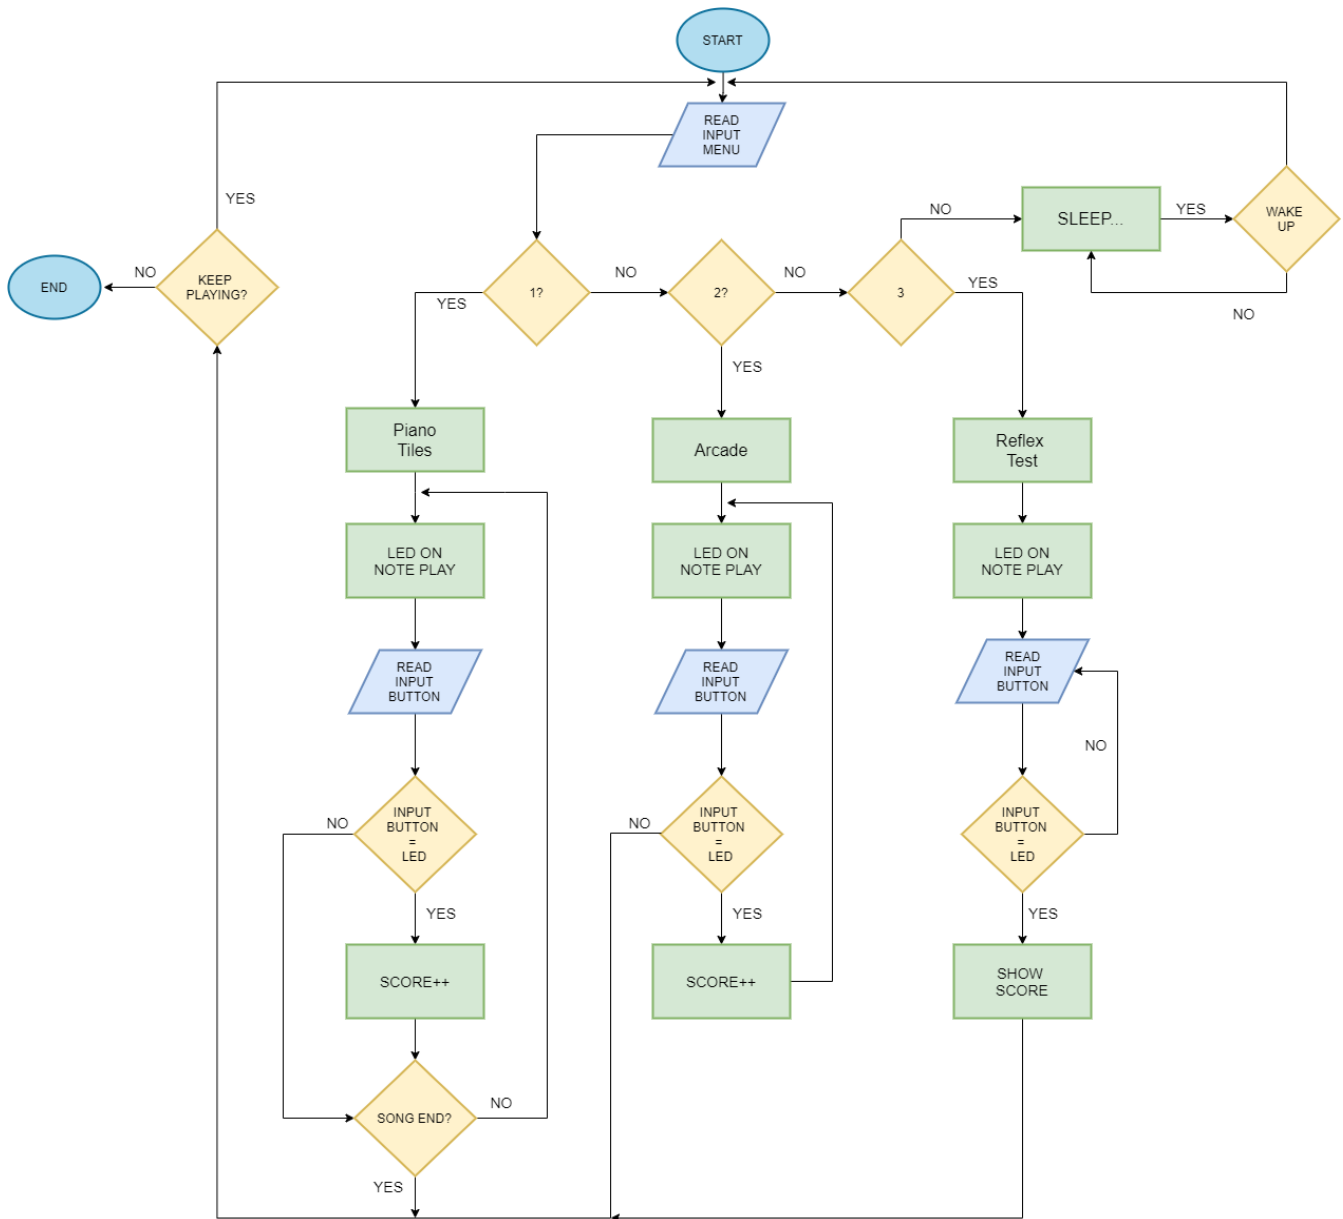 START
READ
INPUT
MENU
YES
NO
SLEEP...
YES
WAKE
UP
END
NO
KEEP
PLAYING?
1?
NO
2?
NO
3
YES
YES
NO
YES
Piano
Tiles
Arcade
Reflex
Test
LED ON
NOTE PLAY
LED ON
NOTE PLAY
LED ON
NOTE PLAY
READ
INPUT
BUTTON
READ
INPUT
BUTTON
READ
INPUT
BUTTON
NO
NO
INPUT
BUTTON
=
LED
NO
INPUT
BUTTON
=
LED
INPUT
BUTTON
=
LED
YES
YES
YES
SCORE++
SCORE++
SHOW
SCORE
SONG END?
NO
YES